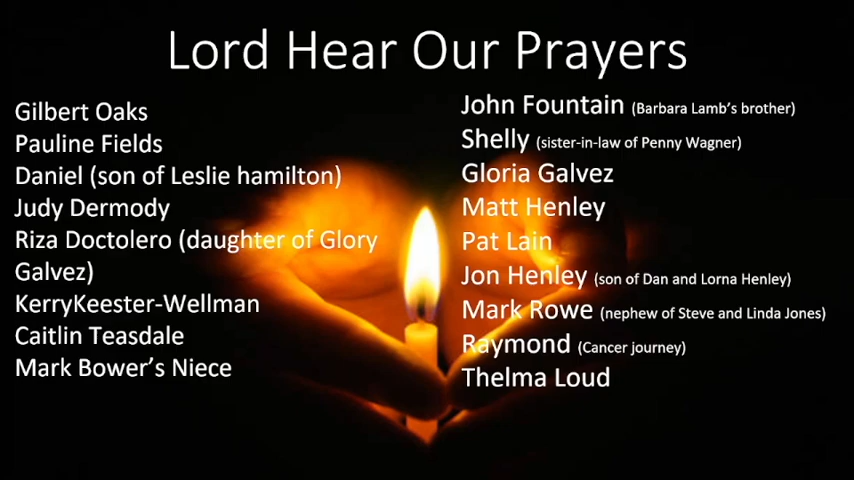 Lord Hear Our Prayers
Gilbert Oaks
Pauline Fields
Daniel (son of Leslie hamilton)
Judy Dermody
Riza Doctolero (daughter of Glory
Galvez)
KerryKeester-Wellman
Caitlin Teasdale
Mark Bower’s Niece
John Fountain (Barbara Lamb’s brother)
Shelly (sister-in-law of Penny Wagner)
Gloria Galvez
Matt Henley
Pat Lain
Jon Henley (son of Dan and Lorna Henley)
Mark Rowe (nephew of Steve and Linda Jones)
Raymond (Cancer journey)
Thelma Loud